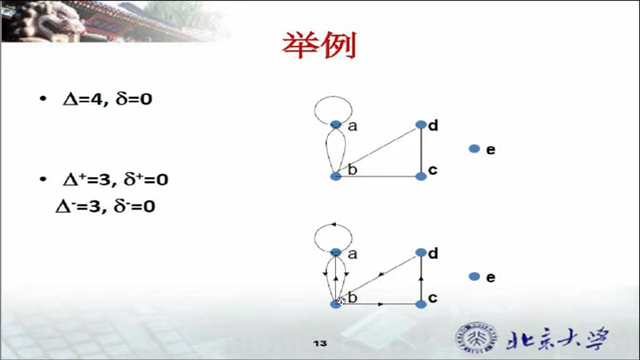 举例
• Δ=4, δ=0
a
d
e
b
c
• Δ⁺=3, δ⁺=0
Δ⁻=3, δ⁻=0
a
d
e
b
c
13
北京大学